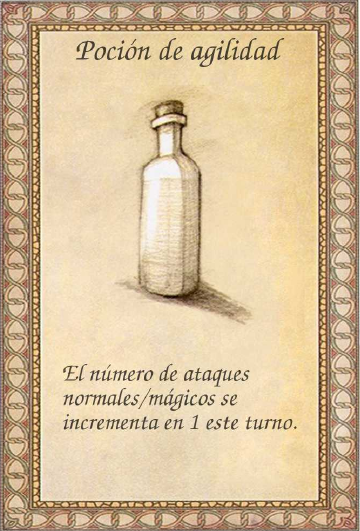 Poción de agilidad
El número de ataques
normales/mágicos se
incrementa en 1 este turno.